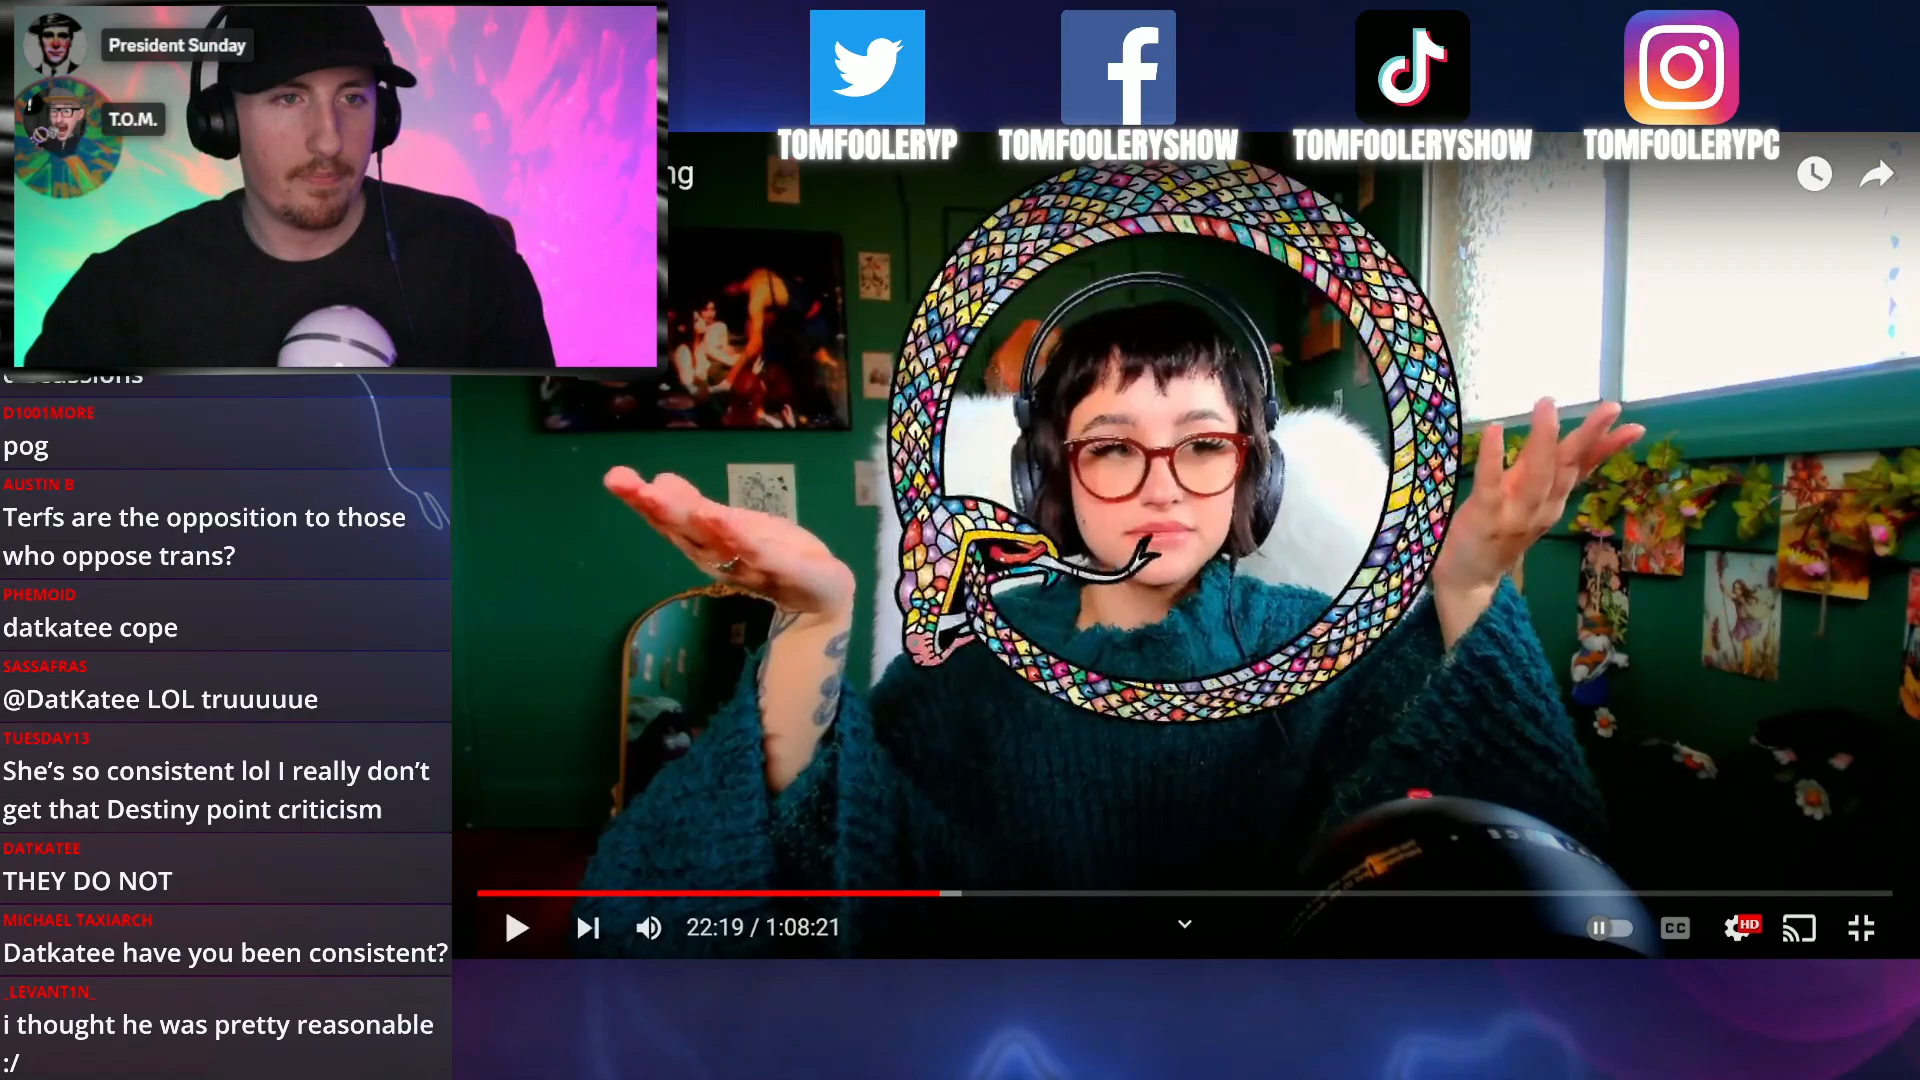 President Sunday
T.O.M.
TOMFOOLERYP
TOMFOOLERYSHOW
TOMFOOLERYSHOW
TOMFOOLERYPC
ng
D1001MORE
pog
AUSTIN B
Terfs are the opposition to those
who oppose trans?
PHEMOID
datkatee cope
SASSAFRAS
@DatKatee LOL truuuuue
TUESDAY13
She's so consistent lol I really don't
get that Destiny point criticism
DATKATEE
THEY DO NOT
MICHAEL TAXIARCH
Datkatee have you been consistent?
_LEVANT1N_
i thought he was pretty reasonable
:/
22:19 / 1:08:21
CC
HD